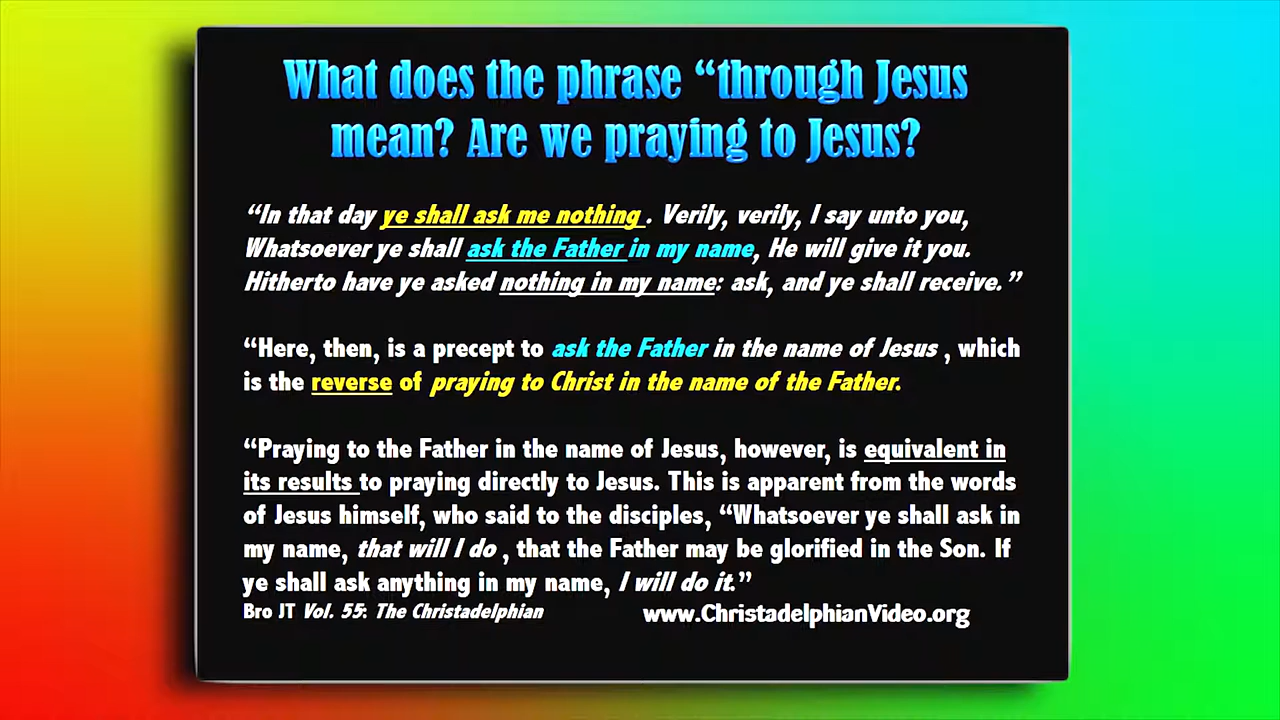 What does the phrase “through Jesus
mean? Are we praying to Jesus?
“In that day ye shall ask me nothing . Verily, verily, I say unto you,
Whatsoever ye shall ask the Father in my name, He will give it you.
Hitherto have ye asked nothing in my name: ask, and ye shall receive.”
“Here, then, is a precept to ask the Father in the name of Jesus , which
is the reverse of praying to Christ in the name of the Father.
“Praying to the Father in the name of Jesus, however, is equivalent in
its results to praying directly to Jesus. This is apparent from the words
of Jesus himself, who said to the disciples, “Whatsoever ye shall ask in
my name, that will I do , that the Father may be glorified in the Son. If
ye shall ask anything in my name, I will do it.”
Bro JT Vol. 55: The Christadelphian www.ChristadelphianVideo.org